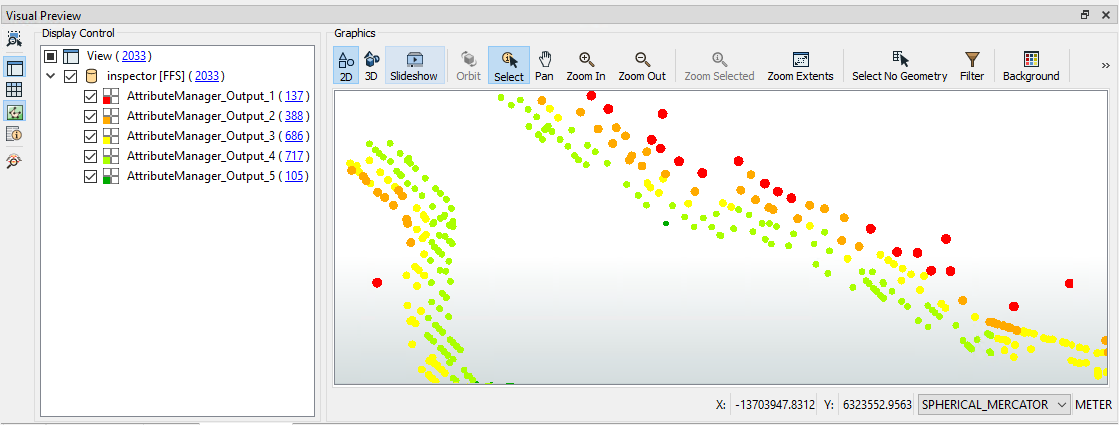 Visual Preview
Display Control
View ( 2033 )
inspector [FFS] ( 2033 )
AttributeManager_Output_1 ( 137 )
AttributeManager_Output_2 ( 388 )
AttributeManager_Output_3 ( 686 )
AttributeManager_Output_4 ( 717 )
AttributeManager_Output_5 ( 105 )
Graphics
2D 3D Slideshow Orbit Select Pan Zoom In Zoom Out Zoom Selected Zoom Extents Select No Geometry Filter Background »
X: -13703947.8312 Y: 6323552.9563 SPHERICAL_MERCATOR METER